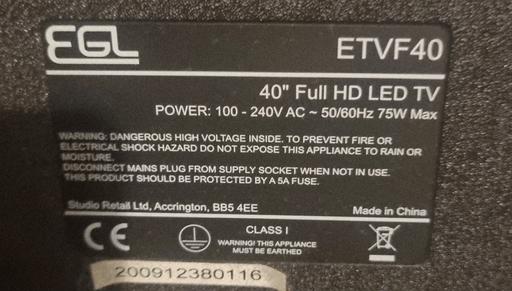 EGL
ETVF40
40" Full HD LED TV
POWER: 100 - 240V AC ~ 50/60Hz 75W Max
WARNING: DANGEROUS HIGH VOLTAGE INSIDE. TO PREVENT FIRE OR
ELECTRICAL SHOCK HAZARD DO NOT EXPOSE THIS APPLIANCE TO RAIN OR
MOISTURE.
DISCONNECT MAINS PLUG FROM SUPPLY SOCKET WHEN NOT IN USE.
THIS PRODUCT SHOULD BE PROTECTED BY A 5A FUSE.
Studio Retail Ltd, Accrington, BB5 4EE
Made in China
CE
CLASS I
WARNING! THIS APPLIANCE
MUST BE EARTHED
200912380116